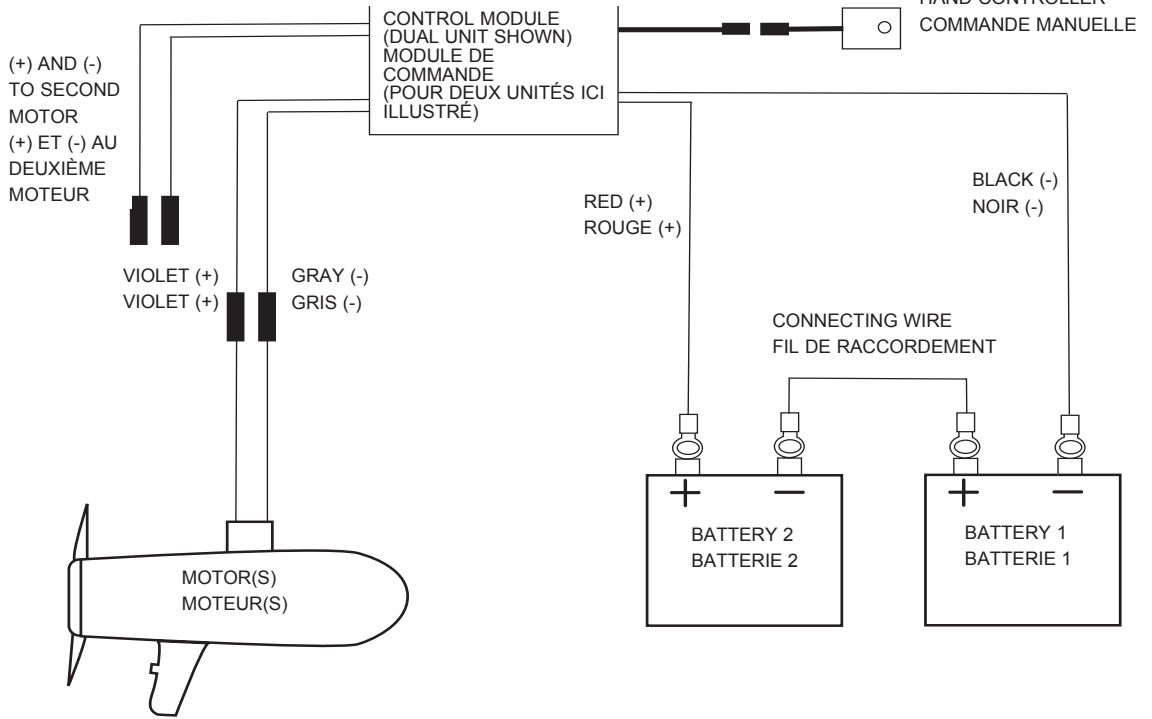 HAND CONTROLLER
COMMANDE MANUELLE
CONTROL MODULE
(DUAL UNIT SHOWN)
MODULE DE
COMMANDE
(POUR DEUX UNITÉS ICI
ILLUSTRÉ)
(+) AND (-)
TO SECOND
MOTOR
(+) ET (-) AU
DEUXIÈME
MOTEUR
VIOLET (+)
VIOLET (+)
GRAY (-)
GRIS (-)
RED (+)
ROUGE (+)
BLACK (-)
NOIR (-)
CONNECTING WIRE
FIL DE RACCORDEMENT
+
—
+
—
BATTERY 2
BATTERIE 2
BATTERY 1
BATTERIE 1
MOTOR(S)
MOTEUR(S)